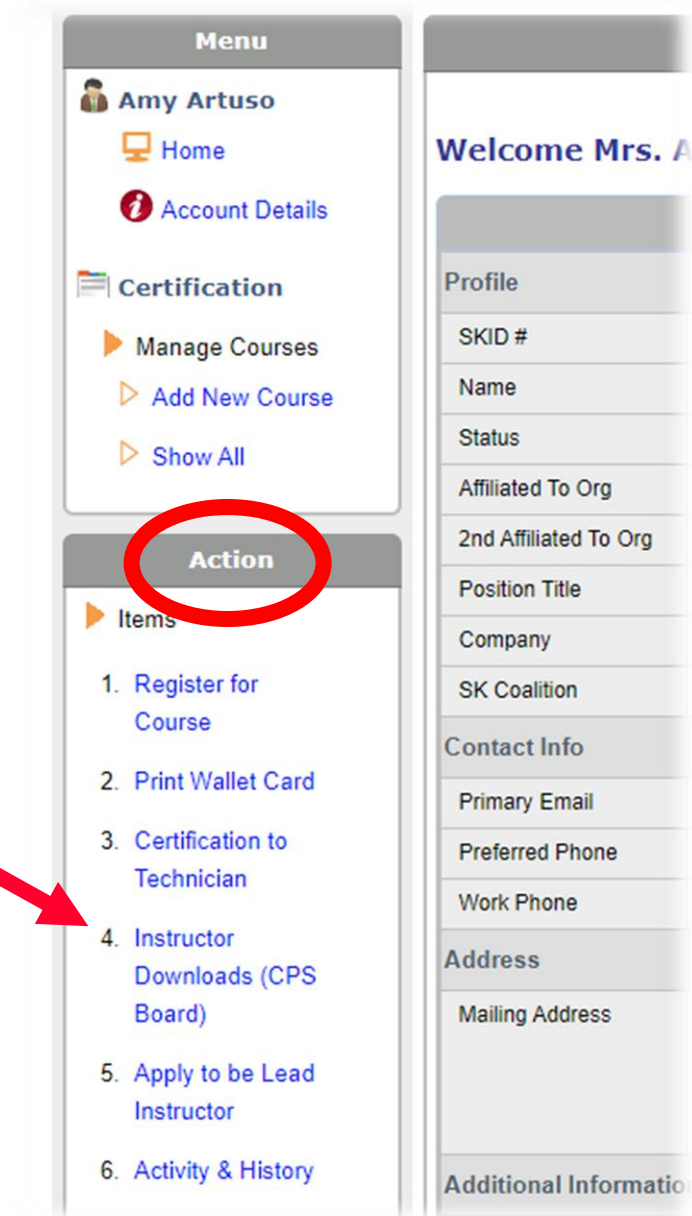 Menu
Amy Artuso
Home
Account Details
Certification
Manage Courses
Add New Course
Show All
Action
Items
1. Register for
Course
2. Print Wallet Card
3. Certification to
Technician
4. Instructor
Downloads (CPS
Board)
5. Apply to be Lead
Instructor
6. Activity & History
Welcome Mrs. A
Profile
SKID #
Name
Status
Affiliated To Org
2nd Affiliated To Org
Position Title
Company
SK Coalition
Contact Info
Primary Email
Preferred Phone
Work Phone
Address
Mailing Address
Additional Informatio